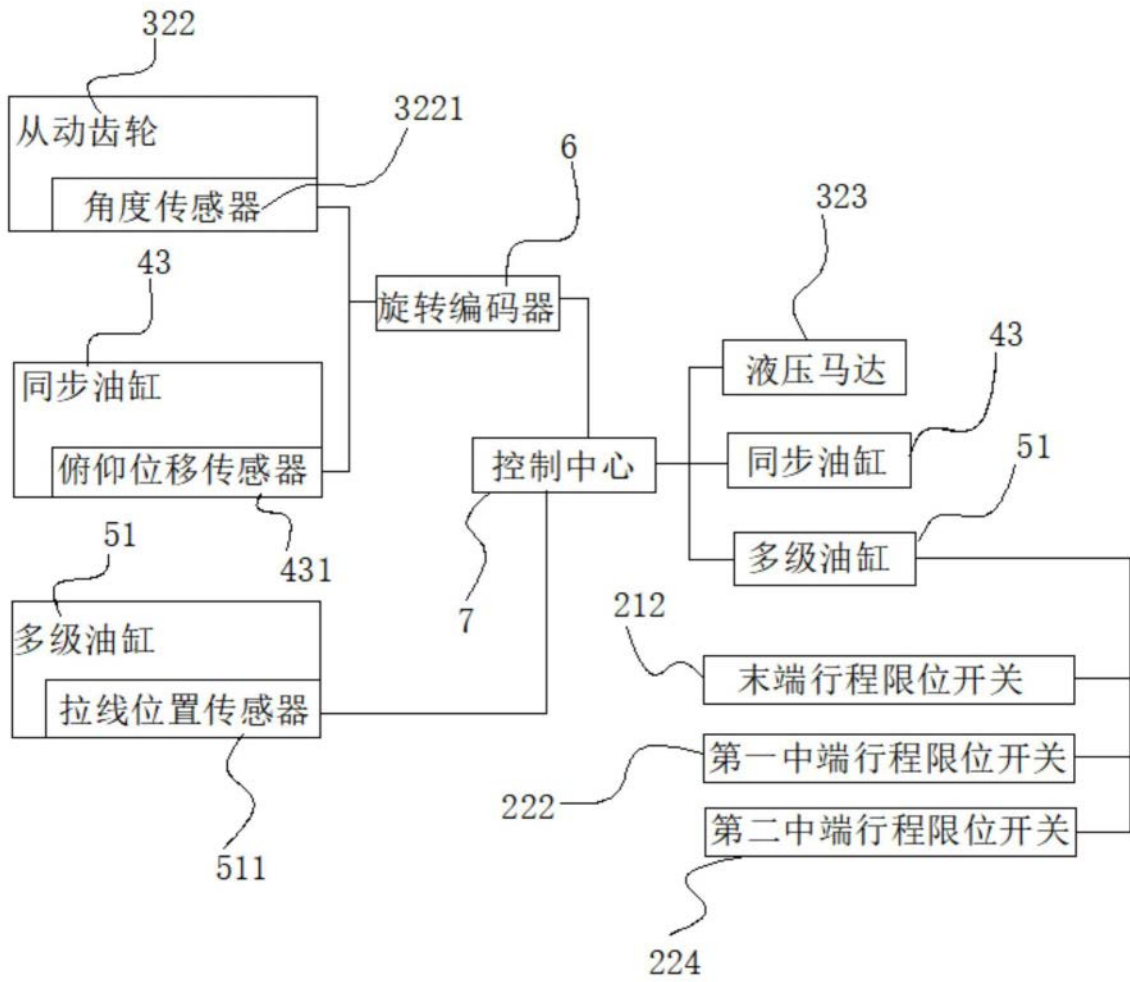 322
从动齿轮
3221
角度传感器
6
旋转编码器
43
同步油缸
俯仰位移传感器
431
323
液压马达
43
同步油缸
51
多级油缸
控制中心
7
51
多级油缸
拉线位置传感器
511
212
末端行程限位开关
222
第一中端行程限位开关
第二中端行程限位开关
224